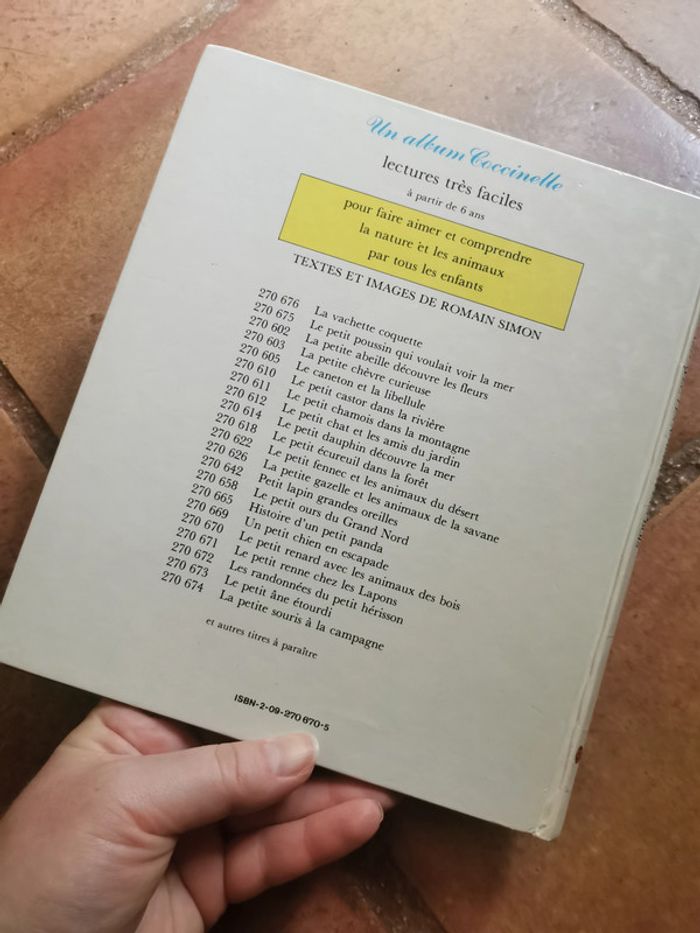 Un album Coccinelle
lectures très faciles
à partir de 6 ans
pour faire aimer et comprendre
la nature et les animaux
par tous les enfants
TEXTES ET IMAGES DE ROMAIN SIMON
270 676 La vachette coquette
270 675 Le petit poussin qui voulait voir la mer
270 602 La petite abeille découvre les fleurs
270 603 La petite chèvre curieuse
270 605 Le caneton et la libellule
270 610 Le petit castor dans la rivière
270 611 Le petit chamois dans la montagne
270 612 Le petit chat et les amis du jardin
270 614 Le petit dauphin découvre la mer
270 618 Le petit écureuil dans la forêt
270 622 Le petit fennec et les animaux du désert
270 626 La petite gazelle et les animaux de la savane
270 642 Petit lapin grandes oreilles
270 658 Le petit ours du Grand Nord
270 665 Histoire d'un petit panda
270 669 Un petit chien en escapade
270 670 Le petit renard avec les animaux des bois
270 671 Le petit renne chez les Lapons
270 672 Les randonnées du petit hérisson
270 673 Le petit âne étourdi
270 674 La petite souris à la campagne
et autres titres à paraître
ISBN-2-09-270 670-5